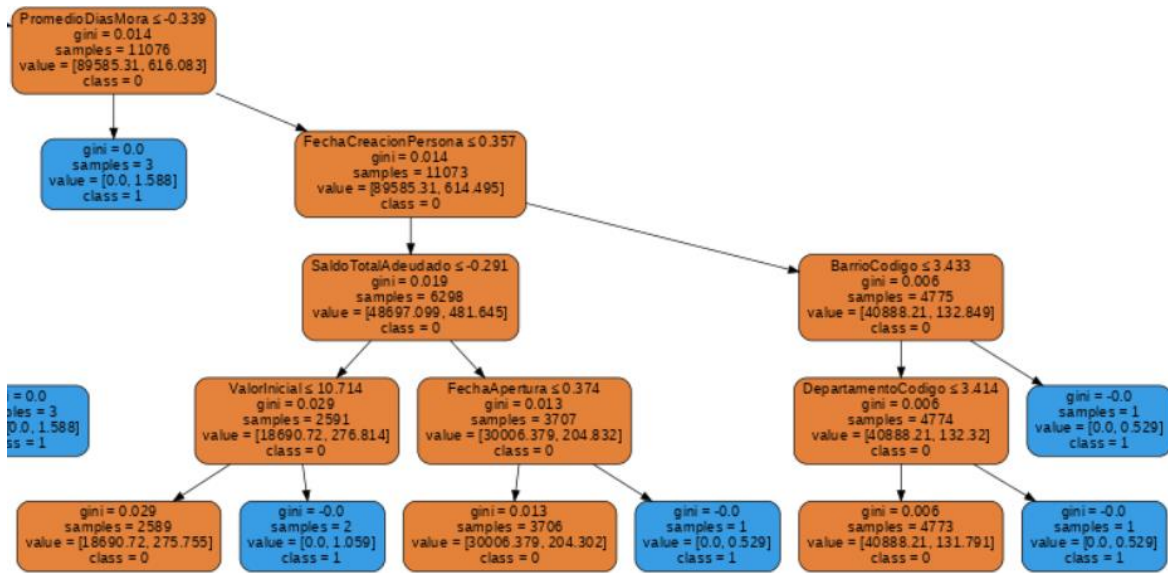 PromedioDiasMora ≤ -0.339
gini = 0.014
samples = 11076
value = [89585.31, 616.083]
class = 0
gini = 0.0
samples = 3
value = [0.0, 1.588]
class = 1
FechaCreacionPersona ≤ 0.357
gini = 0.014
samples = 11073
value = [89585.31, 614.495]
class = 0
SaldoTotalAdeudado ≤ -0.291
gini = 0.019
samples = 6298
value = [48697.099, 481.645]
class = 0
BarrioCodigo ≤ 3.433
gini = 0.006
samples = 4775
value = [40888.21, 132.849]
class = 0
= 0.0
ples = 3
[0.0, 1.588]
ss = 1
ValorInicial ≤ 10.714
gini = 0.029
samples = 2591
value = [18690.72, 276.814]
class = 0
FechaApertura ≤ 0.374
gini = 0.013
samples = 3707
value = [30006.379, 204.832]
class = 0
DepartamentoCodigo ≤ 3.414
gini = 0.006
samples = 4774
value = [40888.21, 132.32]
class = 0
gini = -0.0
samples = 1
value = [0.0, 0.529]
class = 1
gini = 0.029
samples = 2589
value = [18690.72, 275.755]
class = 0
gini = -0.0
samples = 2
value = [0.0, 1.059]
class = 1
gini = 0.013
samples = 3706
value = [30006.379, 204.302]
class = 0
gini = -0.0
samples = 1
value = [0.0, 0.529]
class = 1
gini = 0.006
samples = 4773
value = [40888.21, 131.791]
class = 0
gini = -0.0
samples = 1
value = [0.0, 0.529]
class = 1